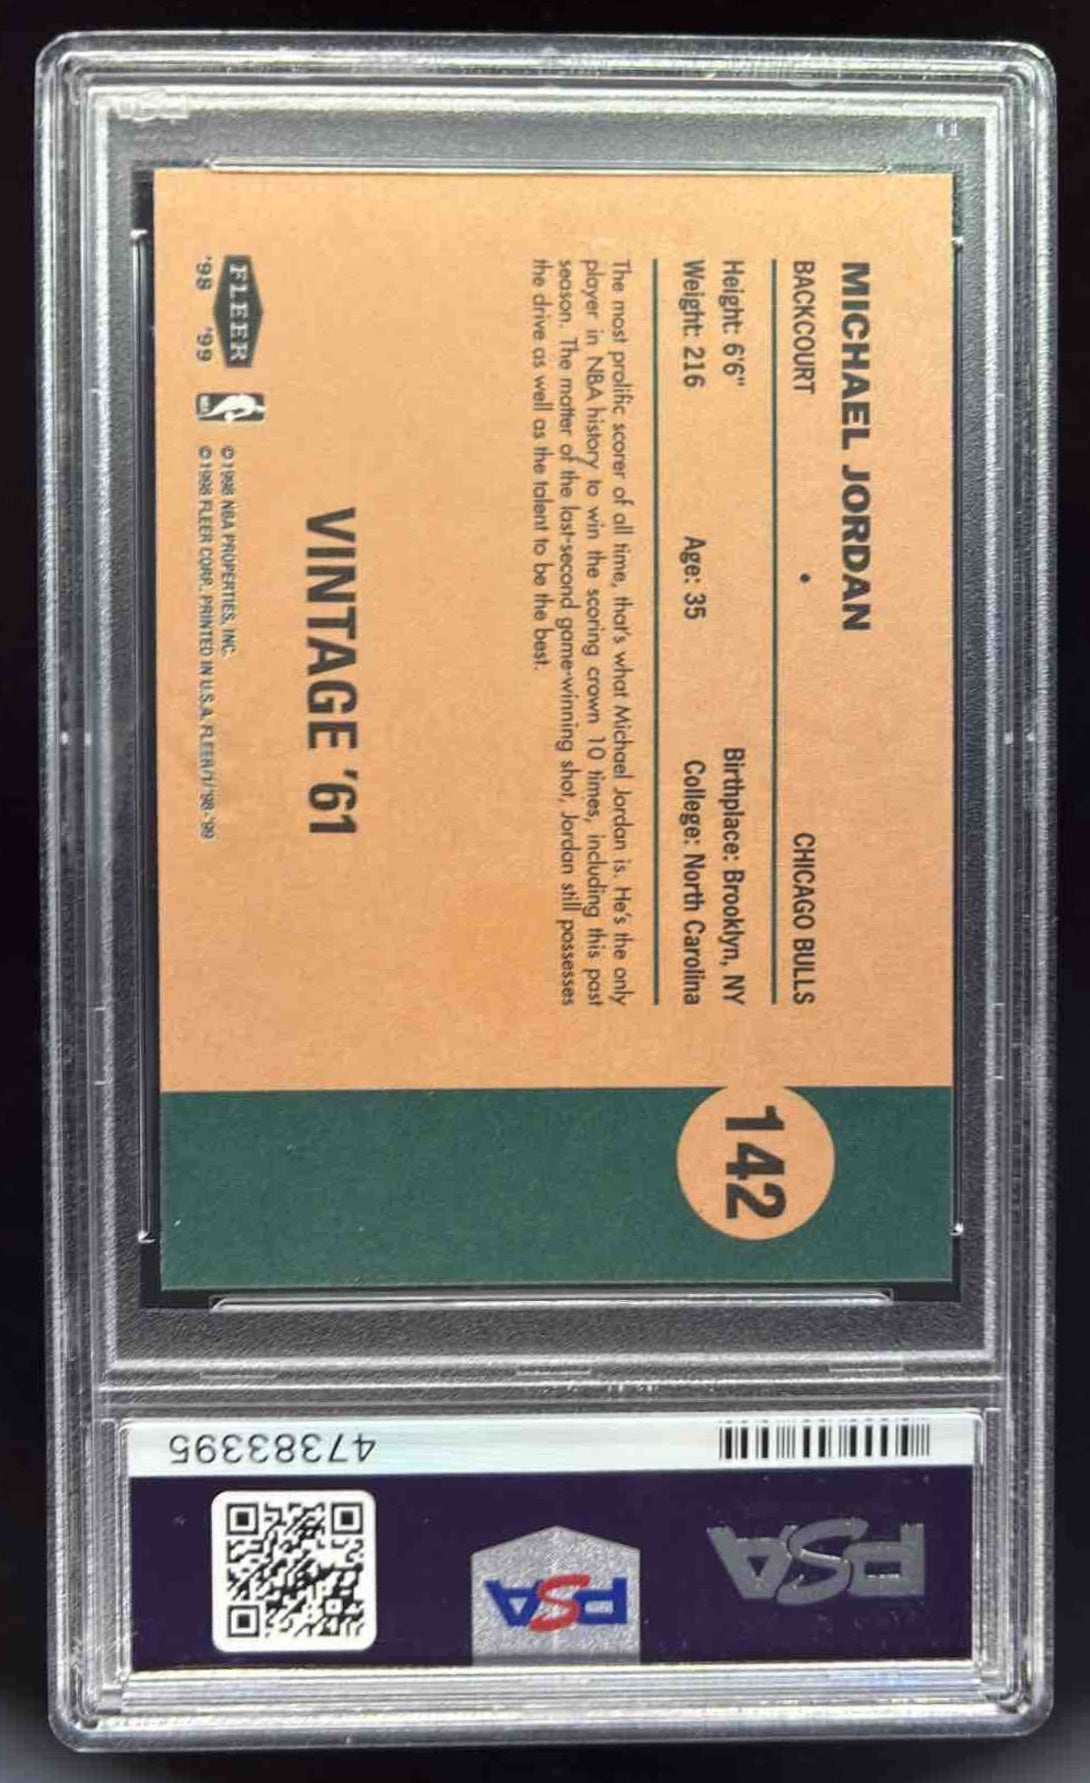 MICHAEL JORDAN
BACKCOURT • CHICAGO BULLS
Height: 6'6" Birthplace: Brooklyn, NY
Weight: 216 Age: 35 College: North Carolina
The most prolific scorer of all time, that's what Michael Jordan is. He's the only
player in NBA history to win the scoring crown 10 times, including this past
season. The matter of the last-second game-winning shot, Jordan still possesses
the drive as well as the talent to be the best.
142
VINTAGE '61
FLEER
'98 '99
©1998 NBA PROPERTIES, INC.
©1998 FLEER CORP. PRINTED IN U.S.A. FLEER/1/'98-'99
47383395
PSA
PSA